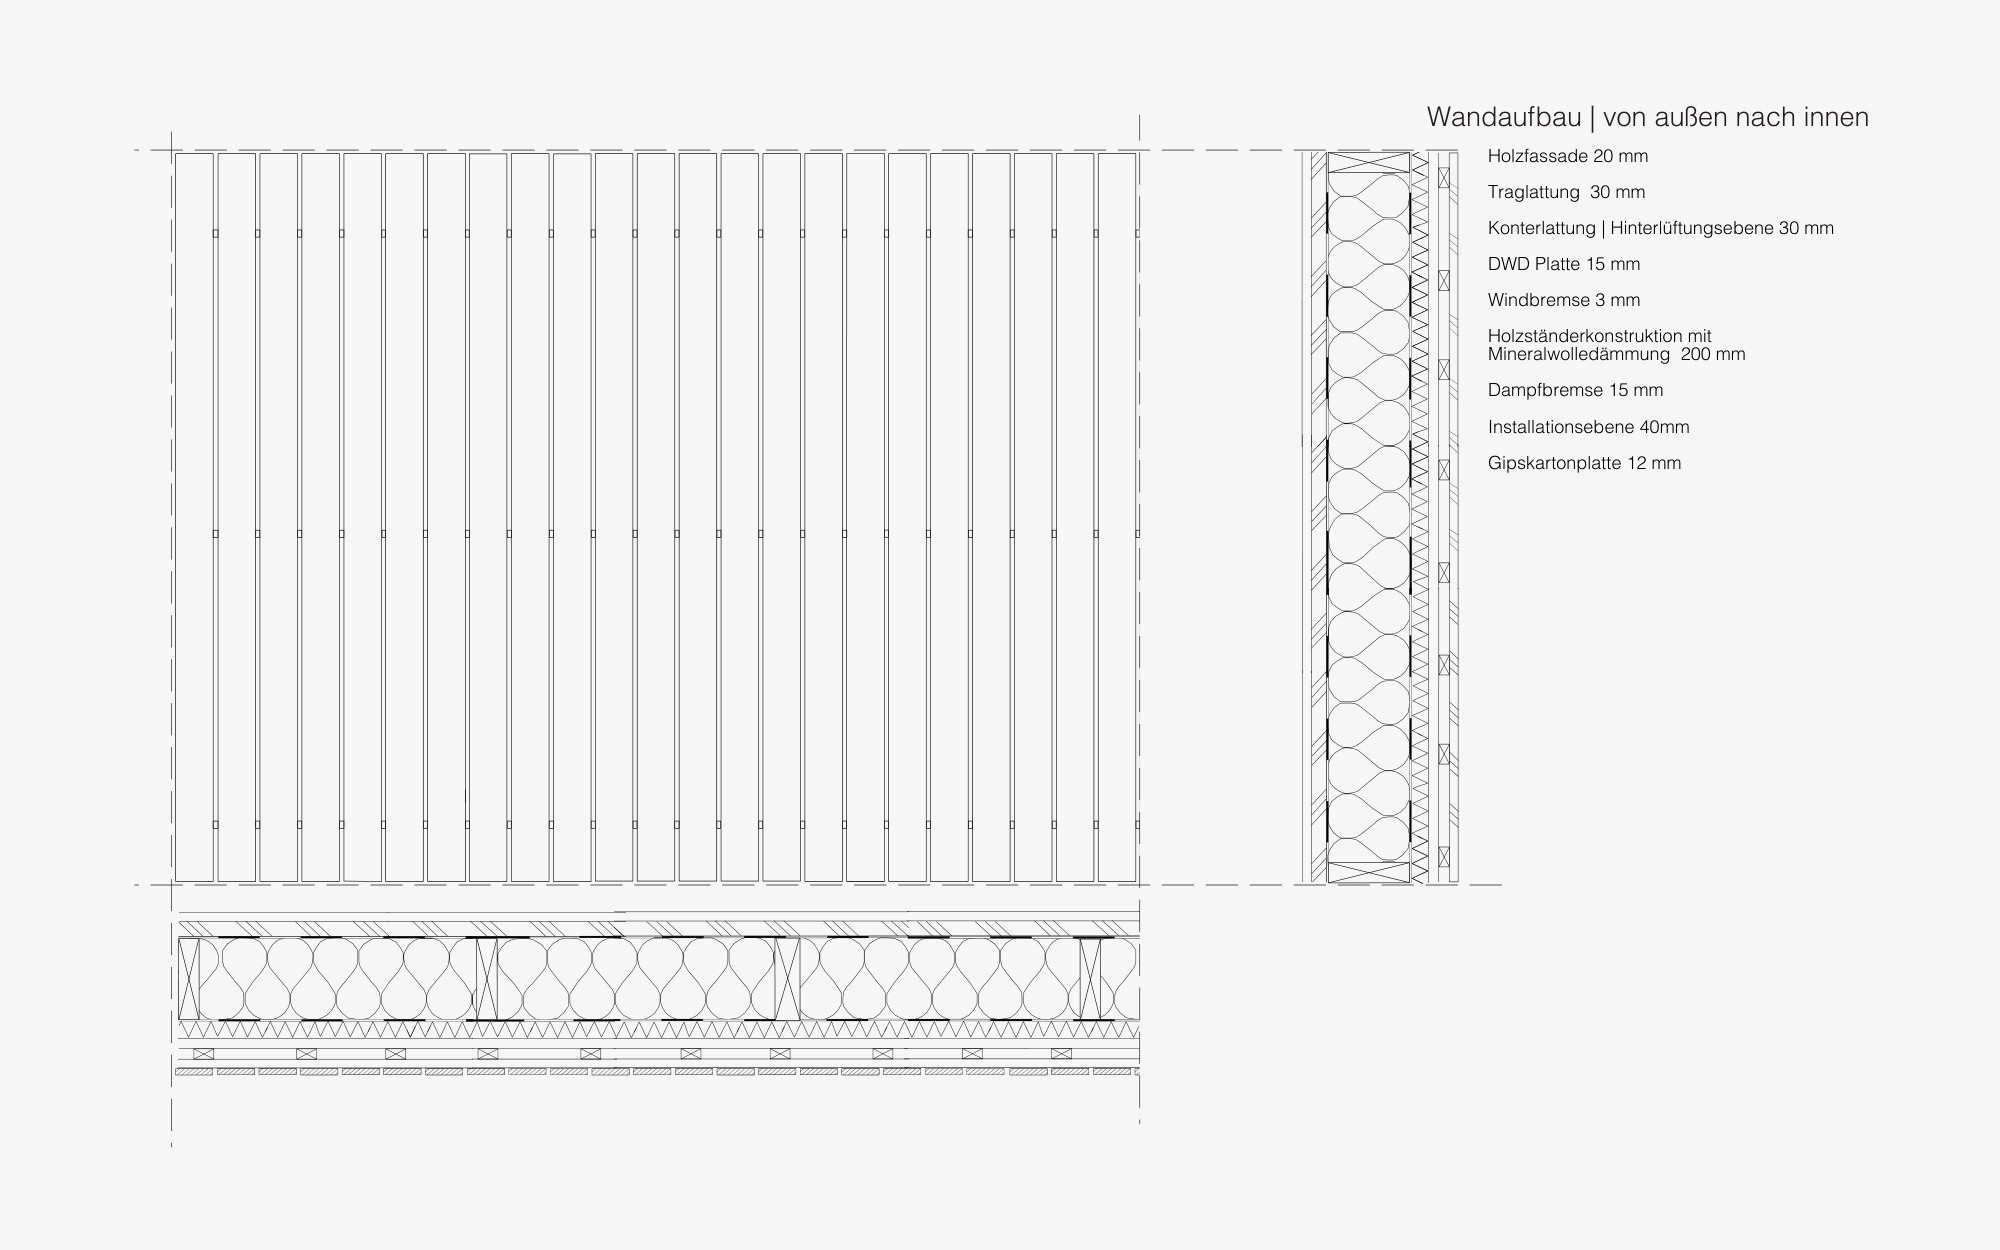 Wandaufbau | von außen nach innen
Holzfassade 20 mm
Traglattung  30 mm
Konterlattung | Hinterlüftungsebene 30 mm
DWD Platte 15 mm
Windbremse 3 mm
Holzständerkonstruktion mit
Mineralwolledämmung  200 mm
Dampfbremse 15 mm
Installationsebene 40mm
Gipskartonplatte 12 mm